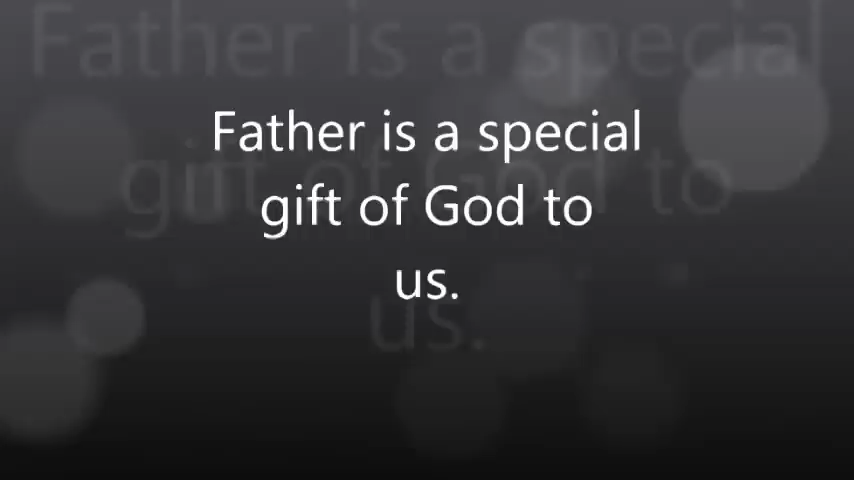 Father is a special
gift of God to
us.